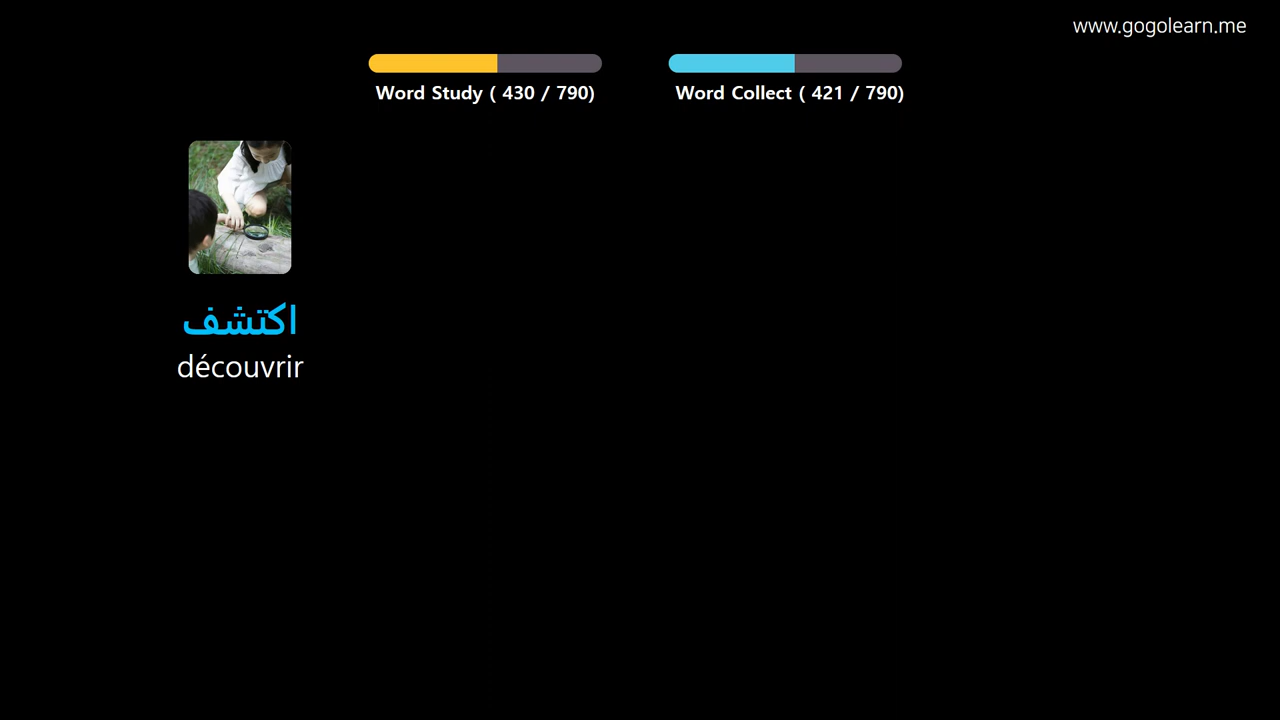 www.gogolearn.me
Word Study ( 430 / 790)
Word Collect ( 421 / 790)
اكتشف
découvrir